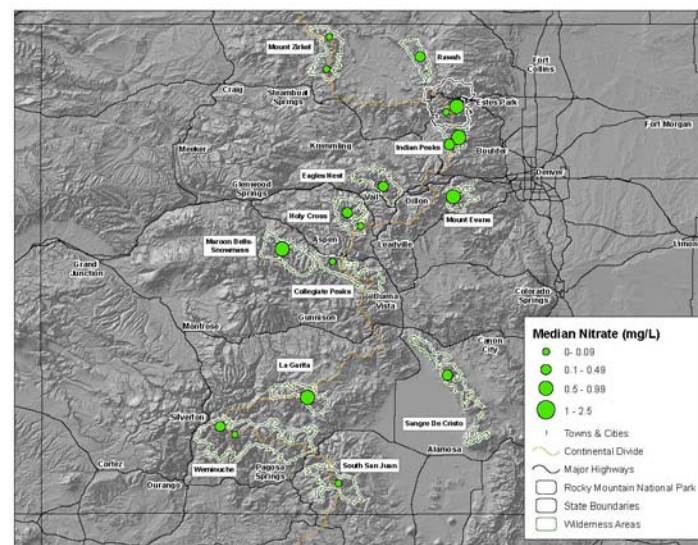 Mount Zirkel
Rawah
Fort
Collins
Craig
Steamboat
Springs
Estes Park
Fort Morgan
Kremmling
Indian Peaks
Meeker
Boulder
Eagles Nest
Glenwood
Springs
Vail
Dillon
Denver
Mount Evans
Holy Cross
Maroon Bells-
Snowmass
Aspen
Leadville
Limon
Grand
Junction
Collegiate Peaks
Buena
Vista
Colorado
Springs
Gunnison
Montrose
Canon
City
La Garita
Silverton
Sangre De Cristo
Alamosa
Weminuche
Pagosa
Springs
South San Juan
Cortez
Durango
Median Nitrate (mg/L)
0- 0.09
0.1 - 0.49
0.5 - 0.99
1 - 2.5
Towns & Cities
Continental Divide
Major Highways
Rocky Mountain National Park
State Boundaries
Wilderness Areas